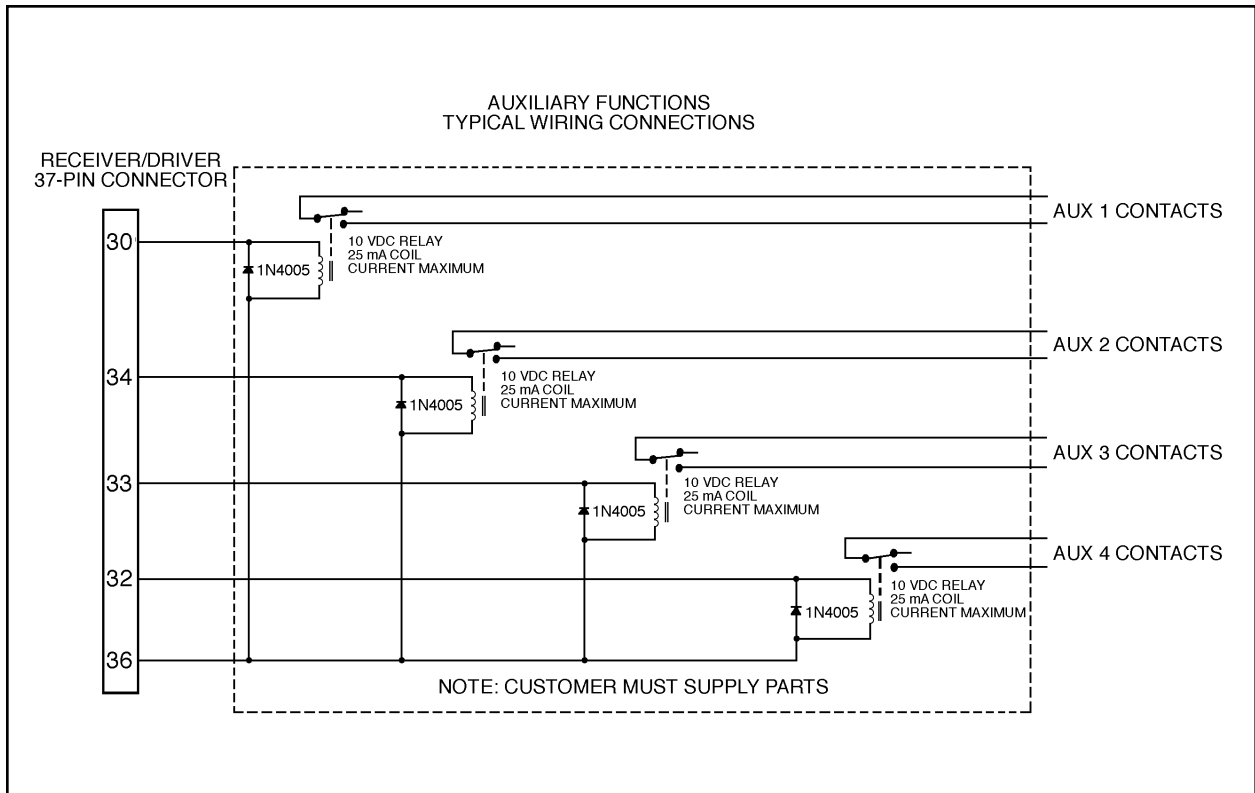 AUXILIARY FUNCTIONS
TYPICAL WIRING CONNECTIONS
RECEIVER/DRIVER
37-PIN CONNECTOR
AUX 1 CONTACTS
30
10 VDC RELAY
25 mA COIL
CURRENT MAXIMUM
1N4005
AUX 2 CONTACTS
34
10 VDC RELAY
25 mA COIL
CURRENT MAXIMUM
1N4005
AUX 3 CONTACTS
33
10 VDC RELAY
25 mA COIL
CURRENT MAXIMUM
1N4005
AUX 4 CONTACTS
32
10 VDC RELAY
25 mA COIL
CURRENT MAXIMUM
1N4005
36
NOTE: CUSTOMER MUST SUPPLY PARTS